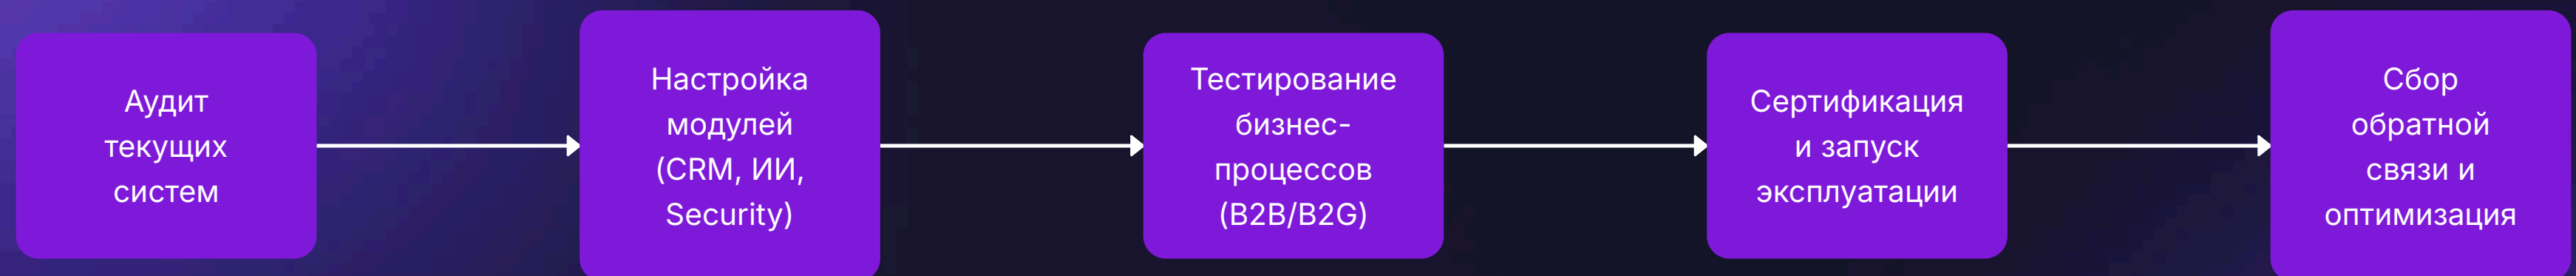 Аудит
текущих
систем
Настройка
модулей
(CRM, ИИ,
Security)
Тестирование
бизнес-
процессов
(B2B/B2G)
Сертификация
и запуск
эксплуатации
Сбор
обратной
связи и
оптимизация